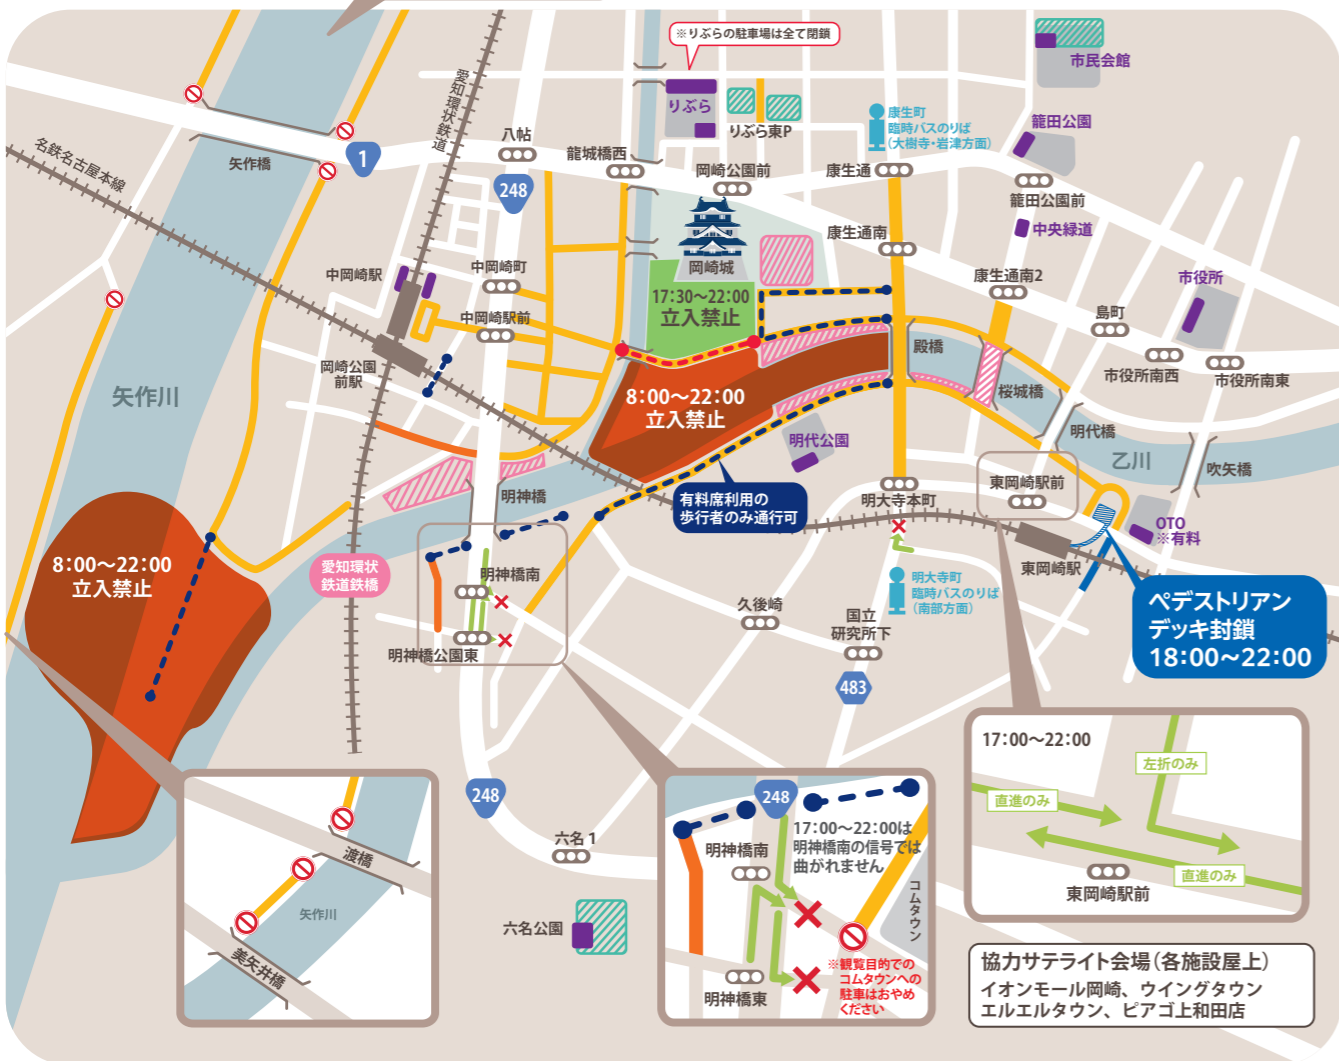 ※りぶらの駐車場は全て閉鎖
市民会館
愛知環状鉄道
りぶら
りぶら東P
康生町
臨時バスのりば
(大樹寺・岩津方面)
籠田公園
八帖
龍城橋西
岡崎公園前
康生通
籠田公園前
名鉄名古屋本線
矢作橋
1
248
岡崎城
康生通南
中央緑道
中岡崎駅
中岡崎町
17:30〜22:00
立入禁止
康生通南2
市役所
中岡崎駅前
島町
岡崎公園
前駅
殿橋
市役所南西
市役所南東
矢作川
8:00〜22:00
立入禁止
桜城橋
明代橋
明代公園
乙川
吹矢橋
東岡崎駅前
明神橋
有料席利用の
歩行者のみ通行可
明大寺本町
OTO
※有料
8:00〜22:00
立入禁止
愛知環状
鉄道鉄橋
明神橋南
東岡崎駅
明大寺町
臨時バスのりば
(南部方面)
ペデストリアン
デッキ封鎖
18:00〜22:00
久後崎
国立
研究所下
明神橋公園東
483
17:00〜22:00
左折のみ
直進のみ
直進のみ
東岡崎駅前
248
六名1
六名公園
渡橋
矢作川
美矢井橋
248
17:00〜22:00は
明神橋南の信号では
曲がれません
明神橋南
コムタウン
明神橋東
※観覧目的での
コムタウンへの
駐車はおやめ
ください
協力サテライト会場(各施設屋上)
イオンモール岡崎、ウイングタウン
エルエルタウン、ピアゴ上和田店